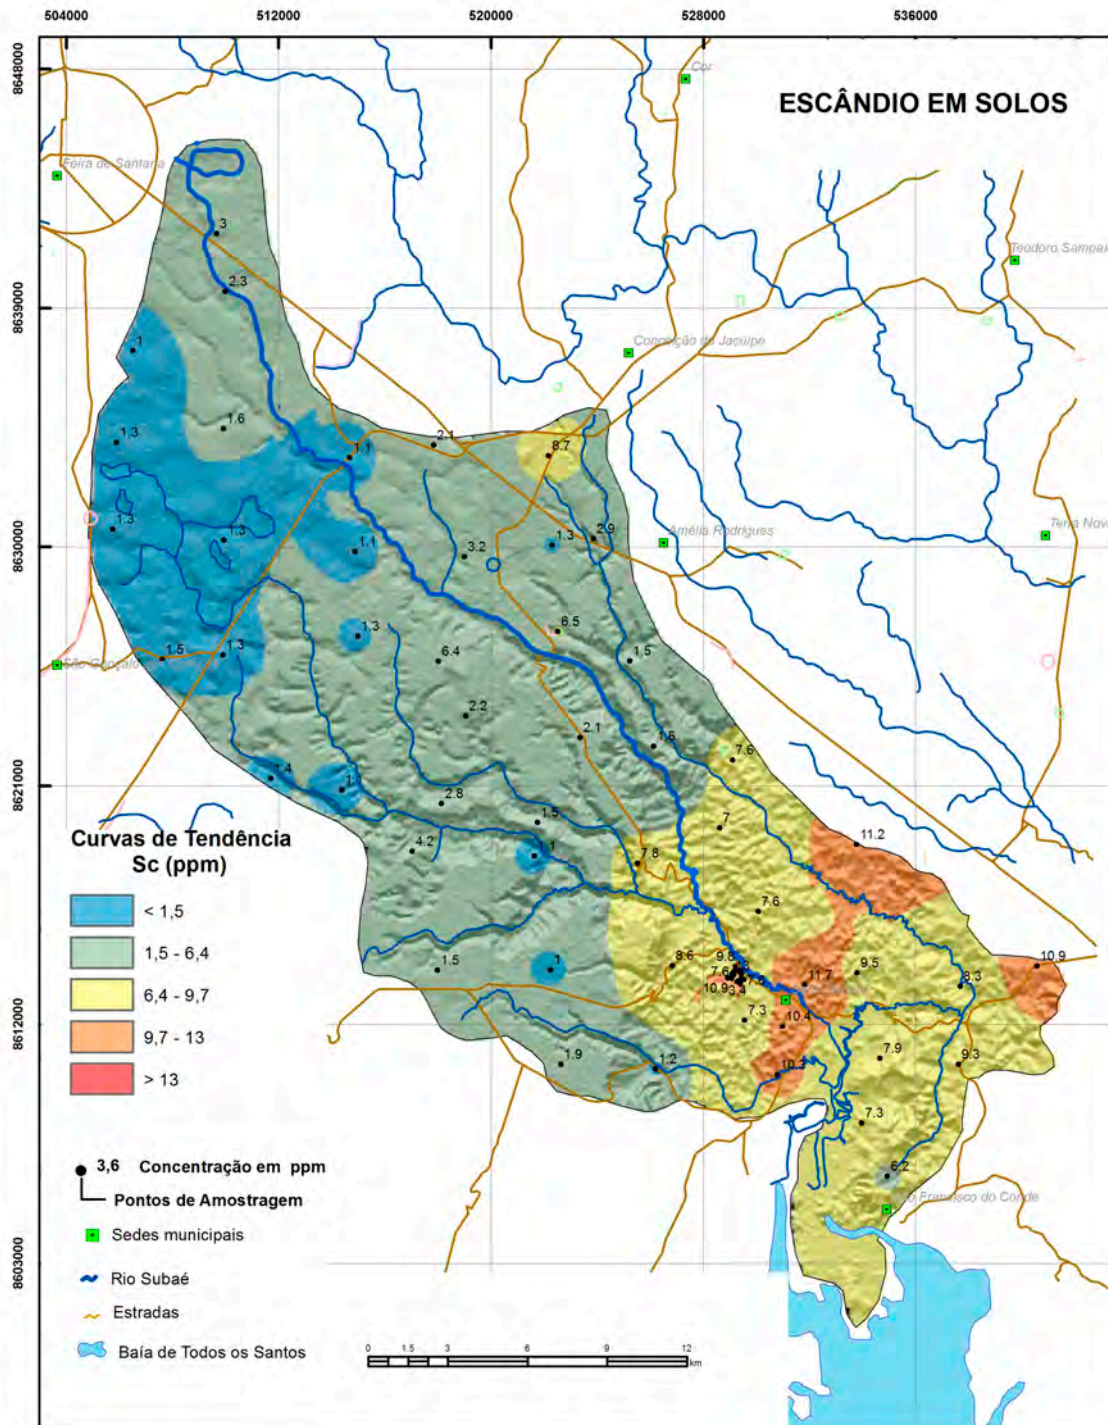 504000 512000 520000 528000 536000
8648000
8639000
8630000
8621000
8612000
8603000
ESCÂNDIO EM SOLOS
Cor
Feira de Santana
Teodoro Sampaio
Conceição do Jacuípe
Amélia Rodrigues
Terra Nova
São Gonçalo
São Francisco do Conde
3
2.3
1
1.6
1.3
1.1
2.1
8.7
1.3
1.3
1.1
3.2
1.3
2.9
1.5
1.3
1.3
6.4
6.5
1.5
2.2
2.1
1.6
7.6
1.4
2.8
1.5
7
11.2
4.2
1.1
7.8
7.6
1.5
1
8.6
9.8
7.6
10.9
3.4
11.7
9.5
8.3
10.9
7.3
10.4
1.9
1.2
10.3
7.9
9.3
7.3
6.2
Curvas de Tendência
Sc (ppm)
< 1,5
1,5 - 6,4
6,4 - 9,7
9,7 - 13
> 13
3,6 Concentração em ppm
Pontos de Amostragem
Sedes municipais
Rio Subaé
Estradas
Baía de Todos os Santos
0 1.5 3 6 9 12
km